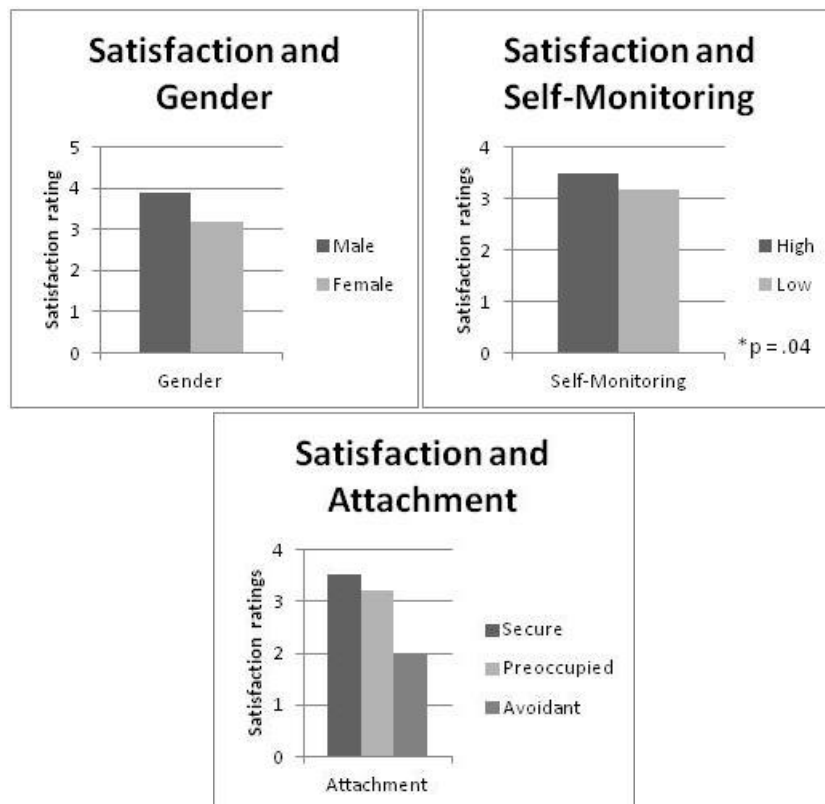 Satisfaction and
Gender
5
4
3
2
1
0
Satisfaction rating
Gender
Male
Female
Satisfaction and
Self-Monitoring
4
3
2
1
0
Satisfaction ratings
Self-Monitoring
High
Low
*p = .04
Satisfaction and
Attachment
4
3
2
1
0
Satisfaction ratings
Attachment
Secure
Preoccupied
Avoidant